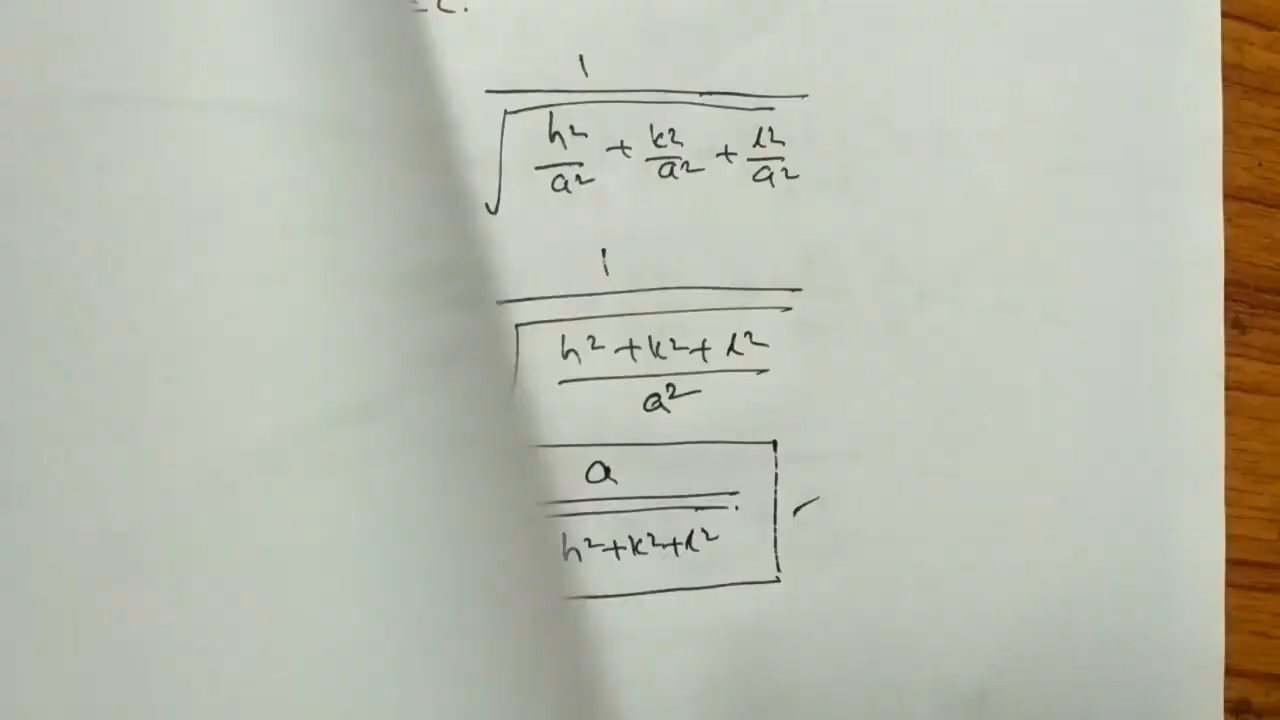 = c.
1
√ h²/a² + k²/a² + l²/a²
1
√ h² + k² + l² / a²
a
h² + k² + l²